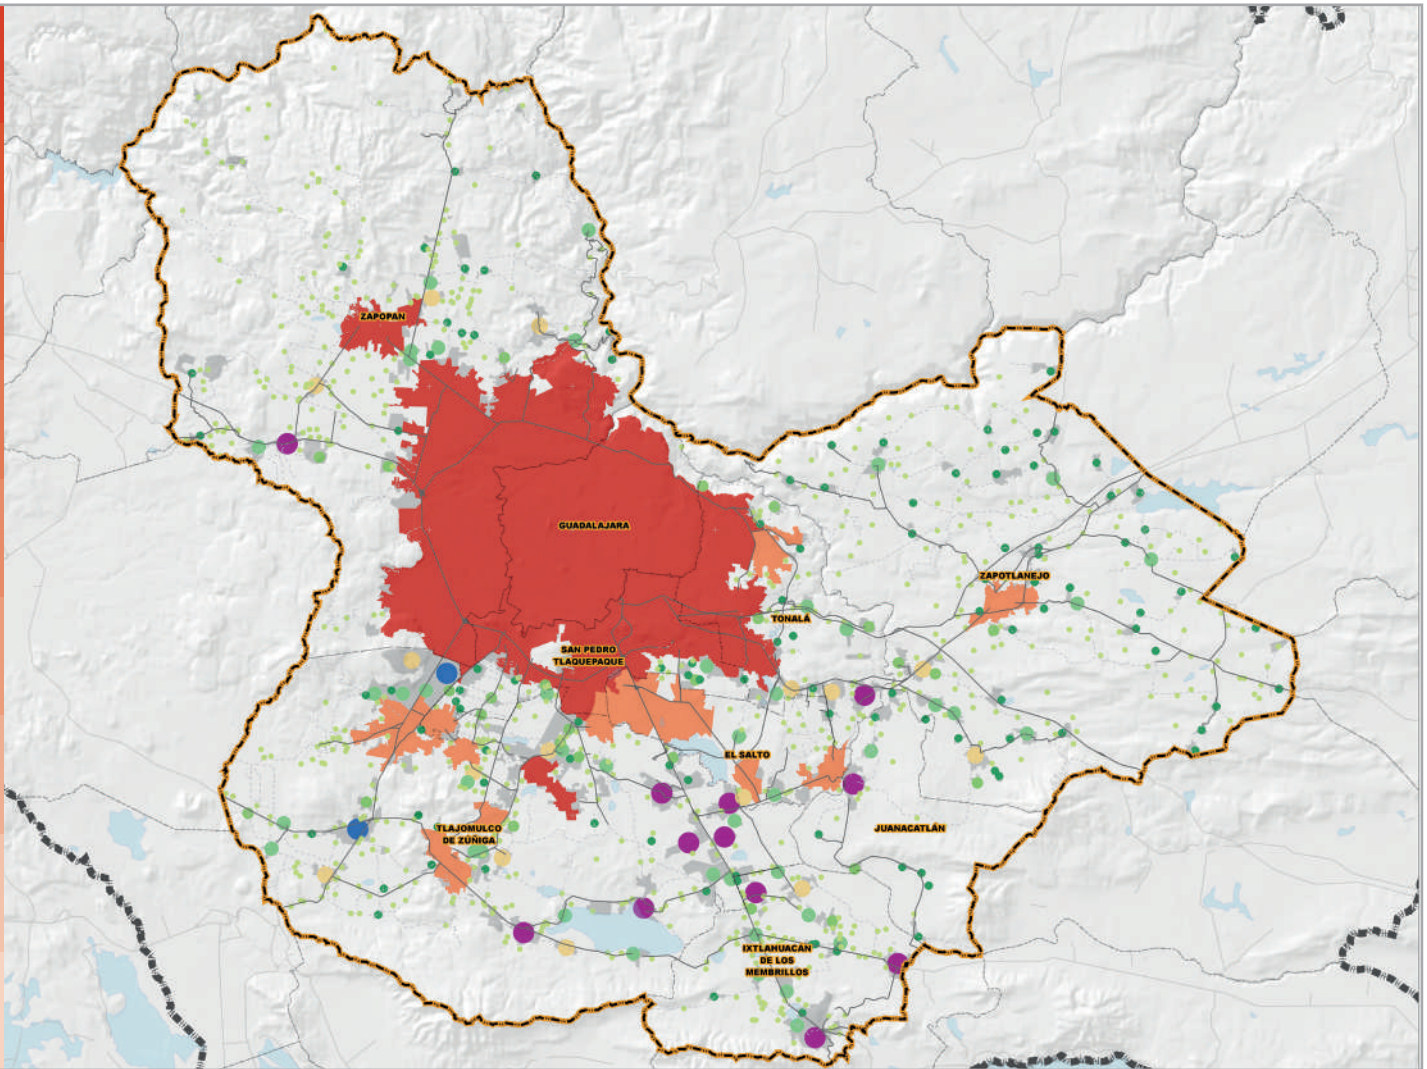 ZAPOPAN
GUADALAJARA
ZAPOTLANEJO
TONALÁ
SAN PEDRO
TLAQUEPAQUE
EL SALTO
TLAJOMULCO
DE ZÚÑIGA
JUANACATLÁN
IXTLAHUACÁN
DE LOS
MEMBRILLOS